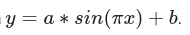 y = a * sin(πx) + b.